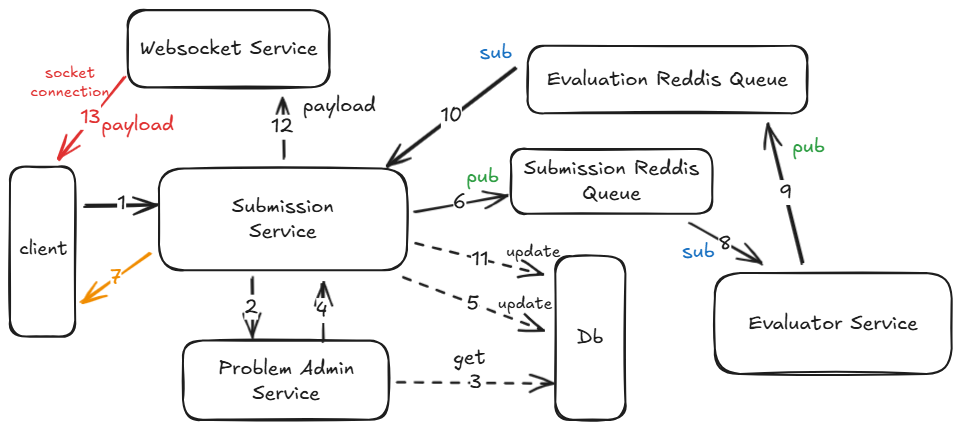 Websocket Service
socket
connection
13
payload
12
payload
sub
10
Evaluation Reddis Queue
pub
9
client
1
Submission
Service
pub
6
Submission Reddis
Queue
sub
8
7
2
4
11
update
5
update
Db
Evaluator Service
Problem Admin
Service
get
3